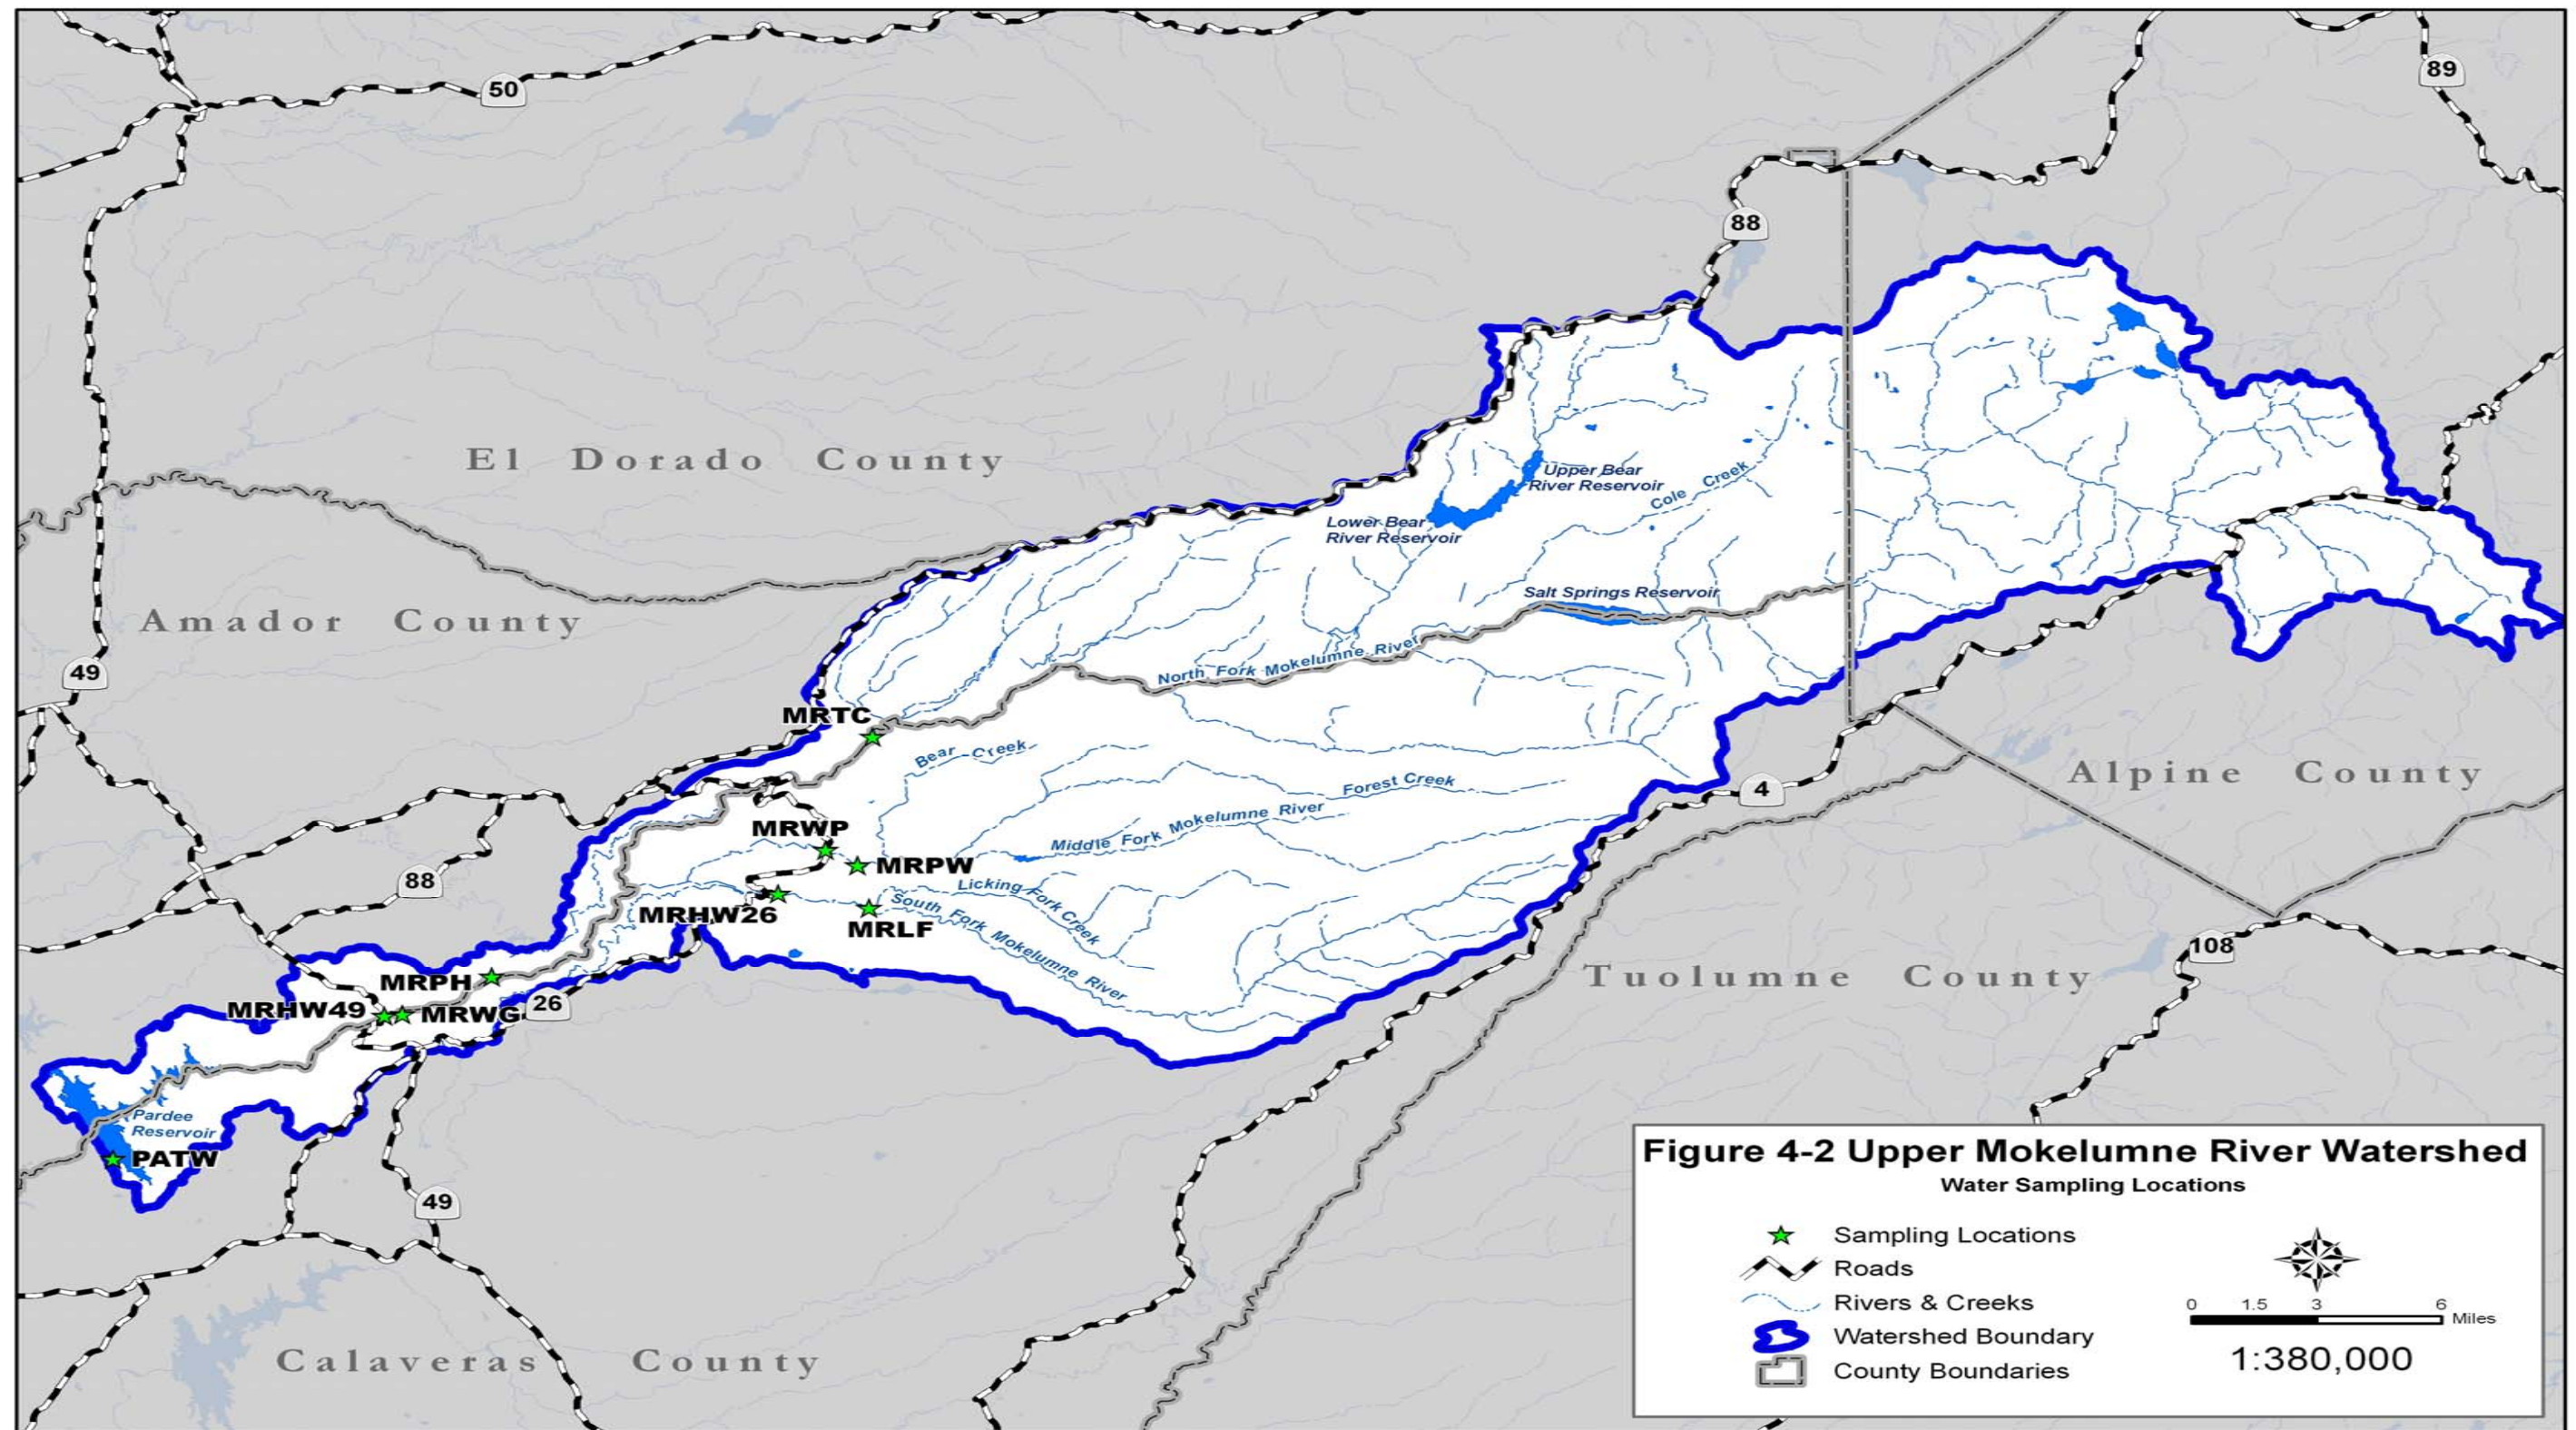 50
89
88
El Dorado County
Upper Bear
River Reservoir
Cole Creek
Lower Bear
River Reservoir
Salt Springs Reservoir
Amador County
North Fork Mokelumne River
49
MRTC
Bear Creek
Forest Creek
Alpine County
4
Middle Fork Mokelumne River
MRWP
MRPW
88
Licking Fork Creek
MRHW26
South Fork Mokelumne River
MRLF
108
Tuolumne County
MRPH
MRHW49
MRWG
26
Pardee
Reservoir
PATW
49
Calaveras County
Figure 4-2 Upper Mokelumne River Watershed
Water Sampling Locations
Sampling Locations
Roads
Rivers & Creeks
Watershed Boundary
County Boundaries
0 1.5 3 6
Miles
1:380,000